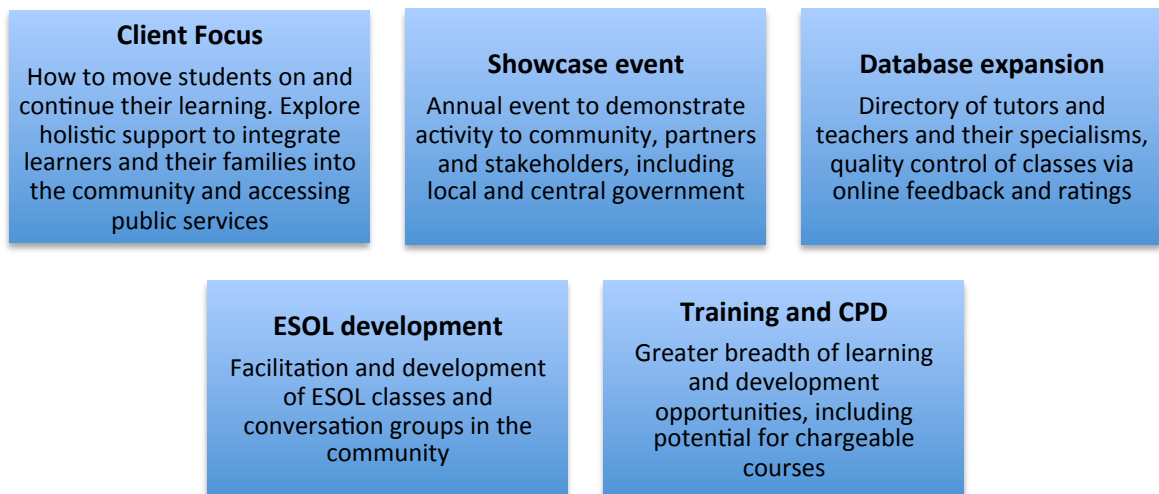 Client Focus
How to move students on and
continue their learning. Explore
holistic support to integrate
learners and their families into
the community and accessing
public services
Showcase event
Annual event to demonstrate
activity to community, partners
and stakeholders, including
local and central government
Database expansion
Directory of tutors and
teachers and their specialisms,
quality control of classes via
online feedback and ratings
ESOL development
Facilitation and development
of ESOL classes and
conversation groups in the
community
Training and CPD
Greater breadth of learning
and development
opportunities, including
potential for chargeable
courses